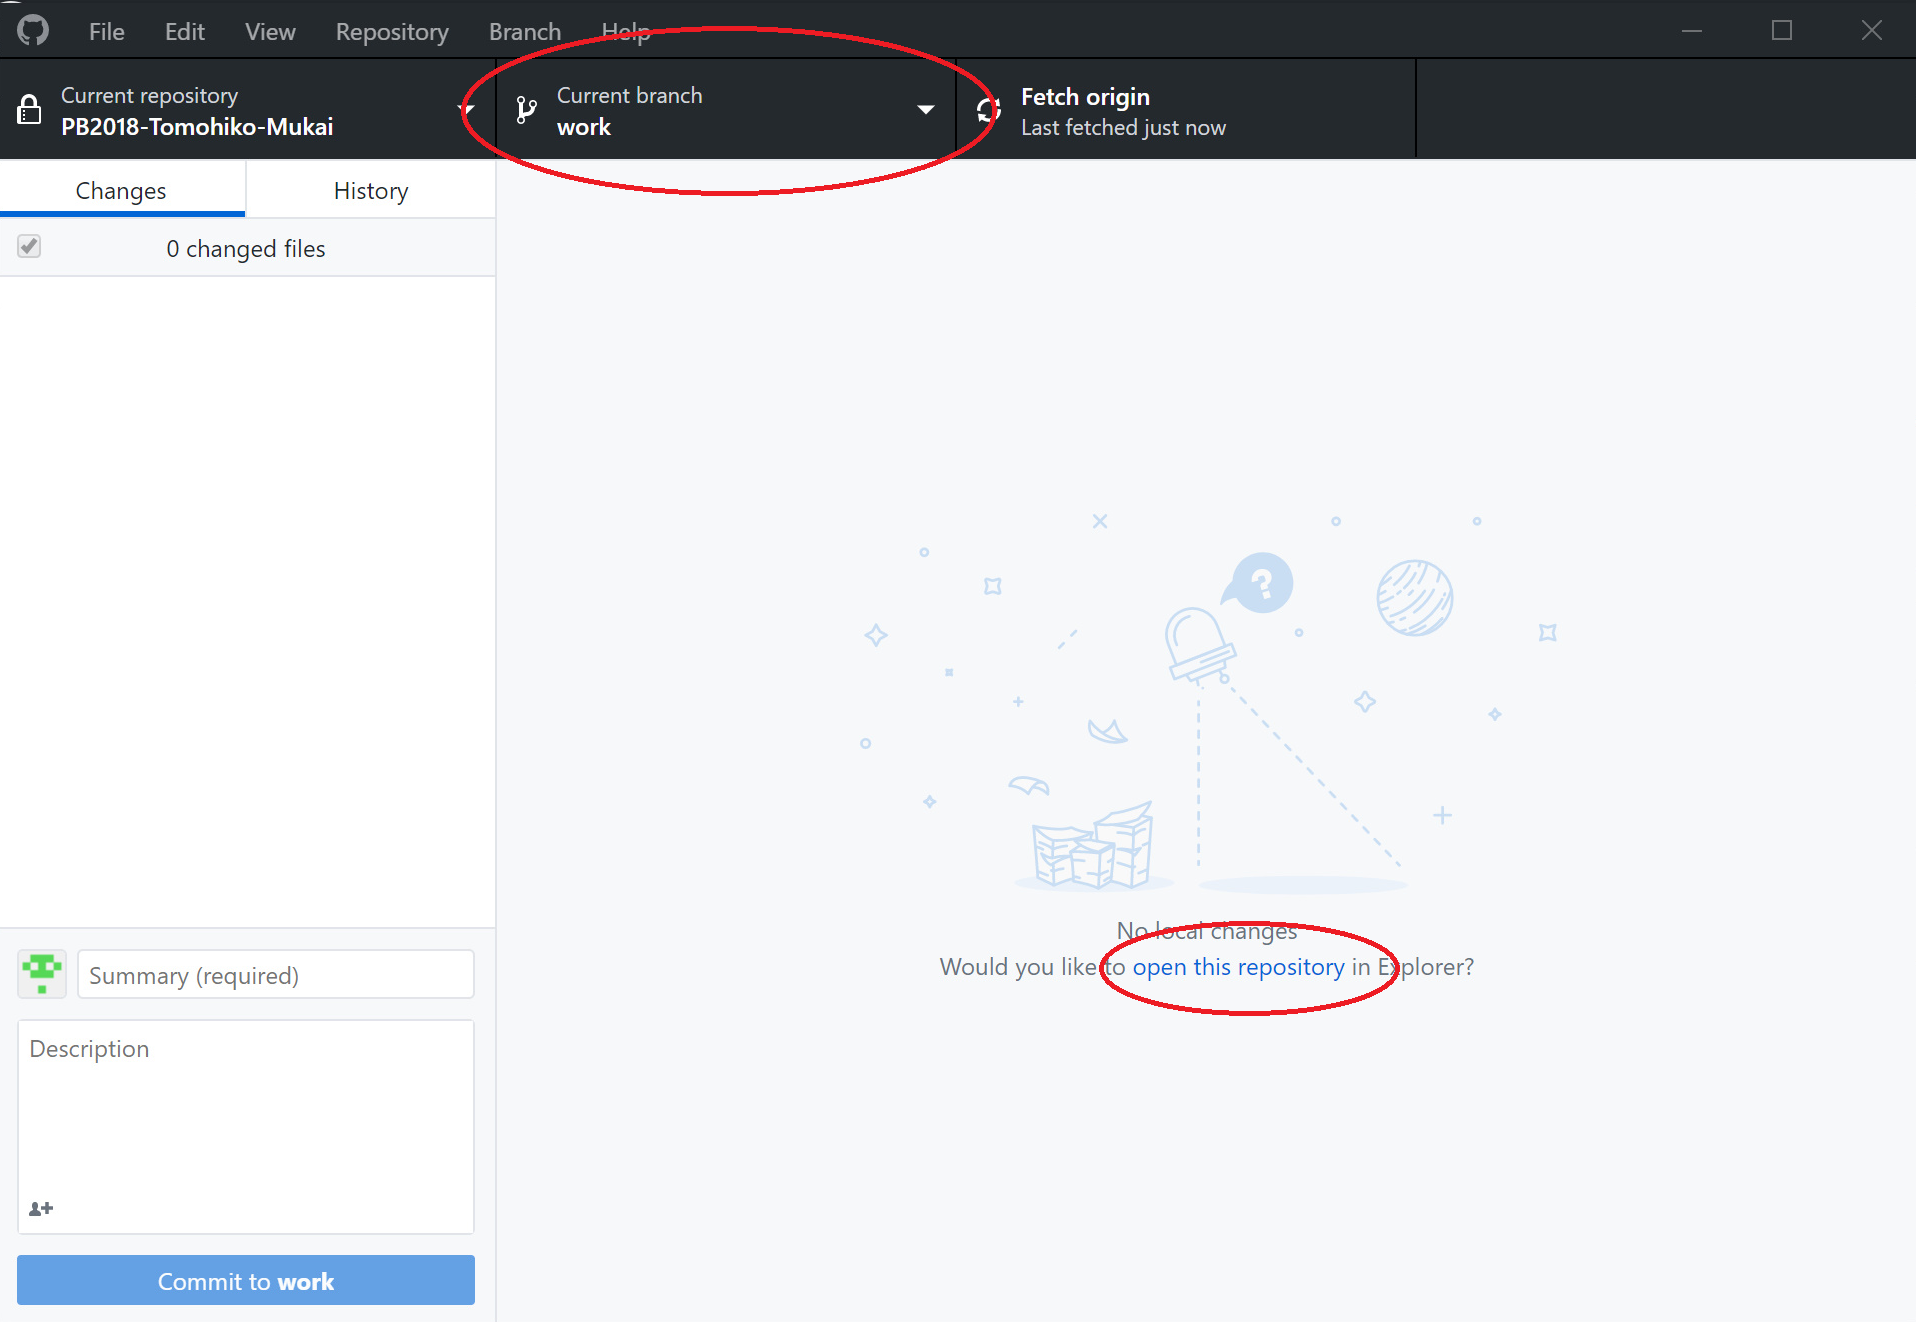 File Edit View Repository Branch Help
Current repository
PB2018-Tomohiko-Mukai
Current branch
work
Fetch origin
Last fetched just now
Changes
History
0 changed files
?
No local changes
Would you like to open this repository in Explorer?
Summary (required)
Description
Commit to work